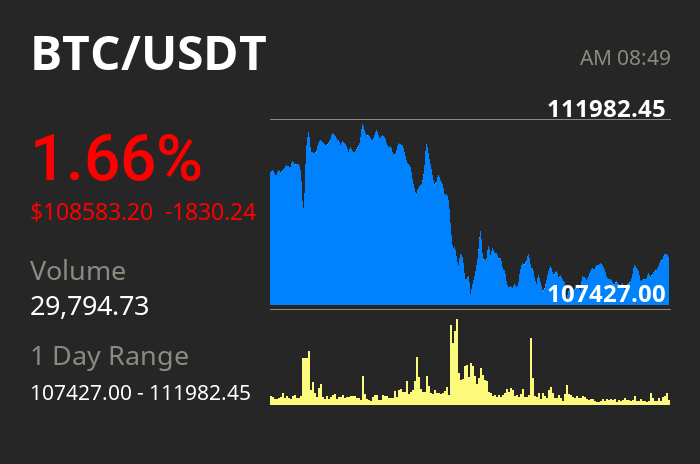 BTC/USDT
AM 08:49
111982.45
1.66%
$108583.20 -1830.24
Volume
29,794.73
107427.00
1 Day Range
107427.00 - 111982.45